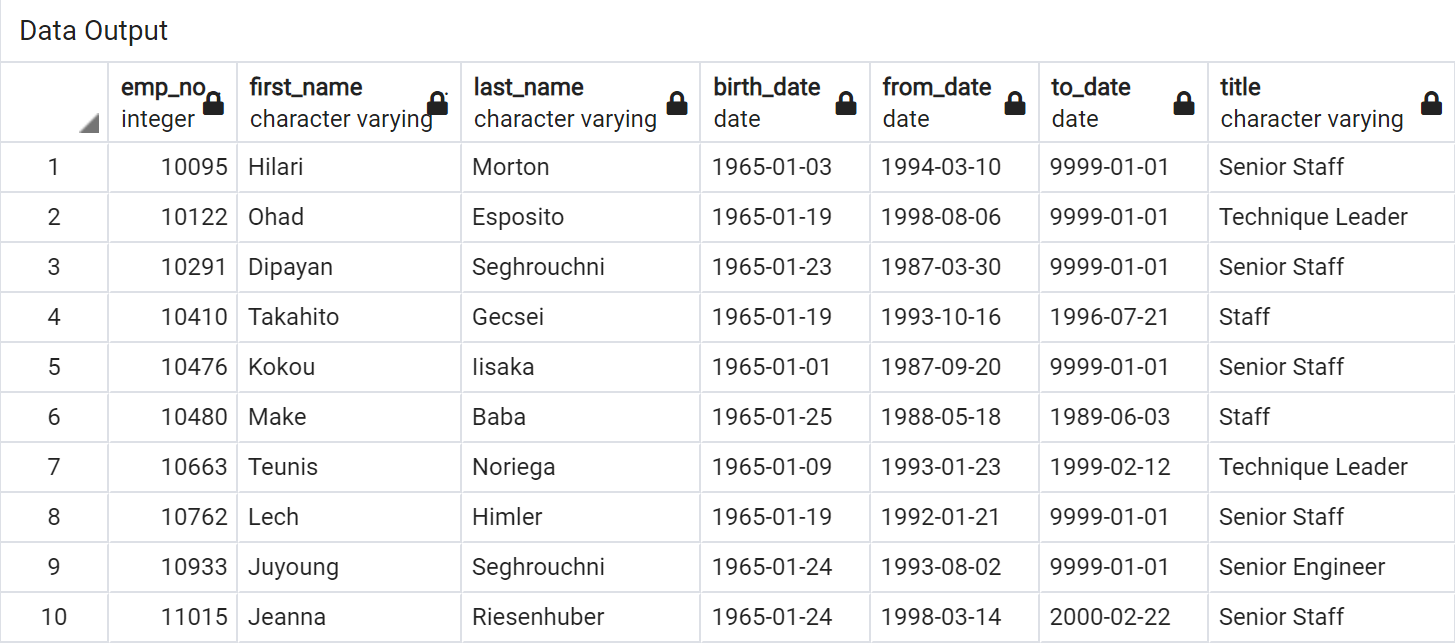 Data Output
emp_no first_name last_name birth_date from_date to_date title
integer character varying character varying date date date character varying
1 10095 Hilari Morton 1965-01-03 1994-03-10 9999-01-01 Senior Staff
2 10122 Ohad Esposito 1965-01-19 1998-08-06 9999-01-01 Technique Leader
3 10291 Dipayan Seghrouchni 1965-01-23 1987-03-30 9999-01-01 Senior Staff
4 10410 Takahito Gecsei 1965-01-19 1993-10-16 1996-07-21 Staff
5 10476 Kokou Iisaka 1965-01-01 1987-09-20 9999-01-01 Senior Staff
6 10480 Make Baba 1965-01-25 1988-05-18 1989-06-03 Staff
7 10663 Teunis Noriega 1965-01-09 1993-01-23 1999-02-12 Technique Leader
8 10762 Lech Himler 1965-01-19 1992-01-21 9999-01-01 Senior Staff
9 10933 Juyoung Seghrouchni 1965-01-24 1993-08-02 9999-01-01 Senior Engineer
10 11015 Jeanna Riesenhuber 1965-01-24 1998-03-14 2000-02-22 Senior Staff